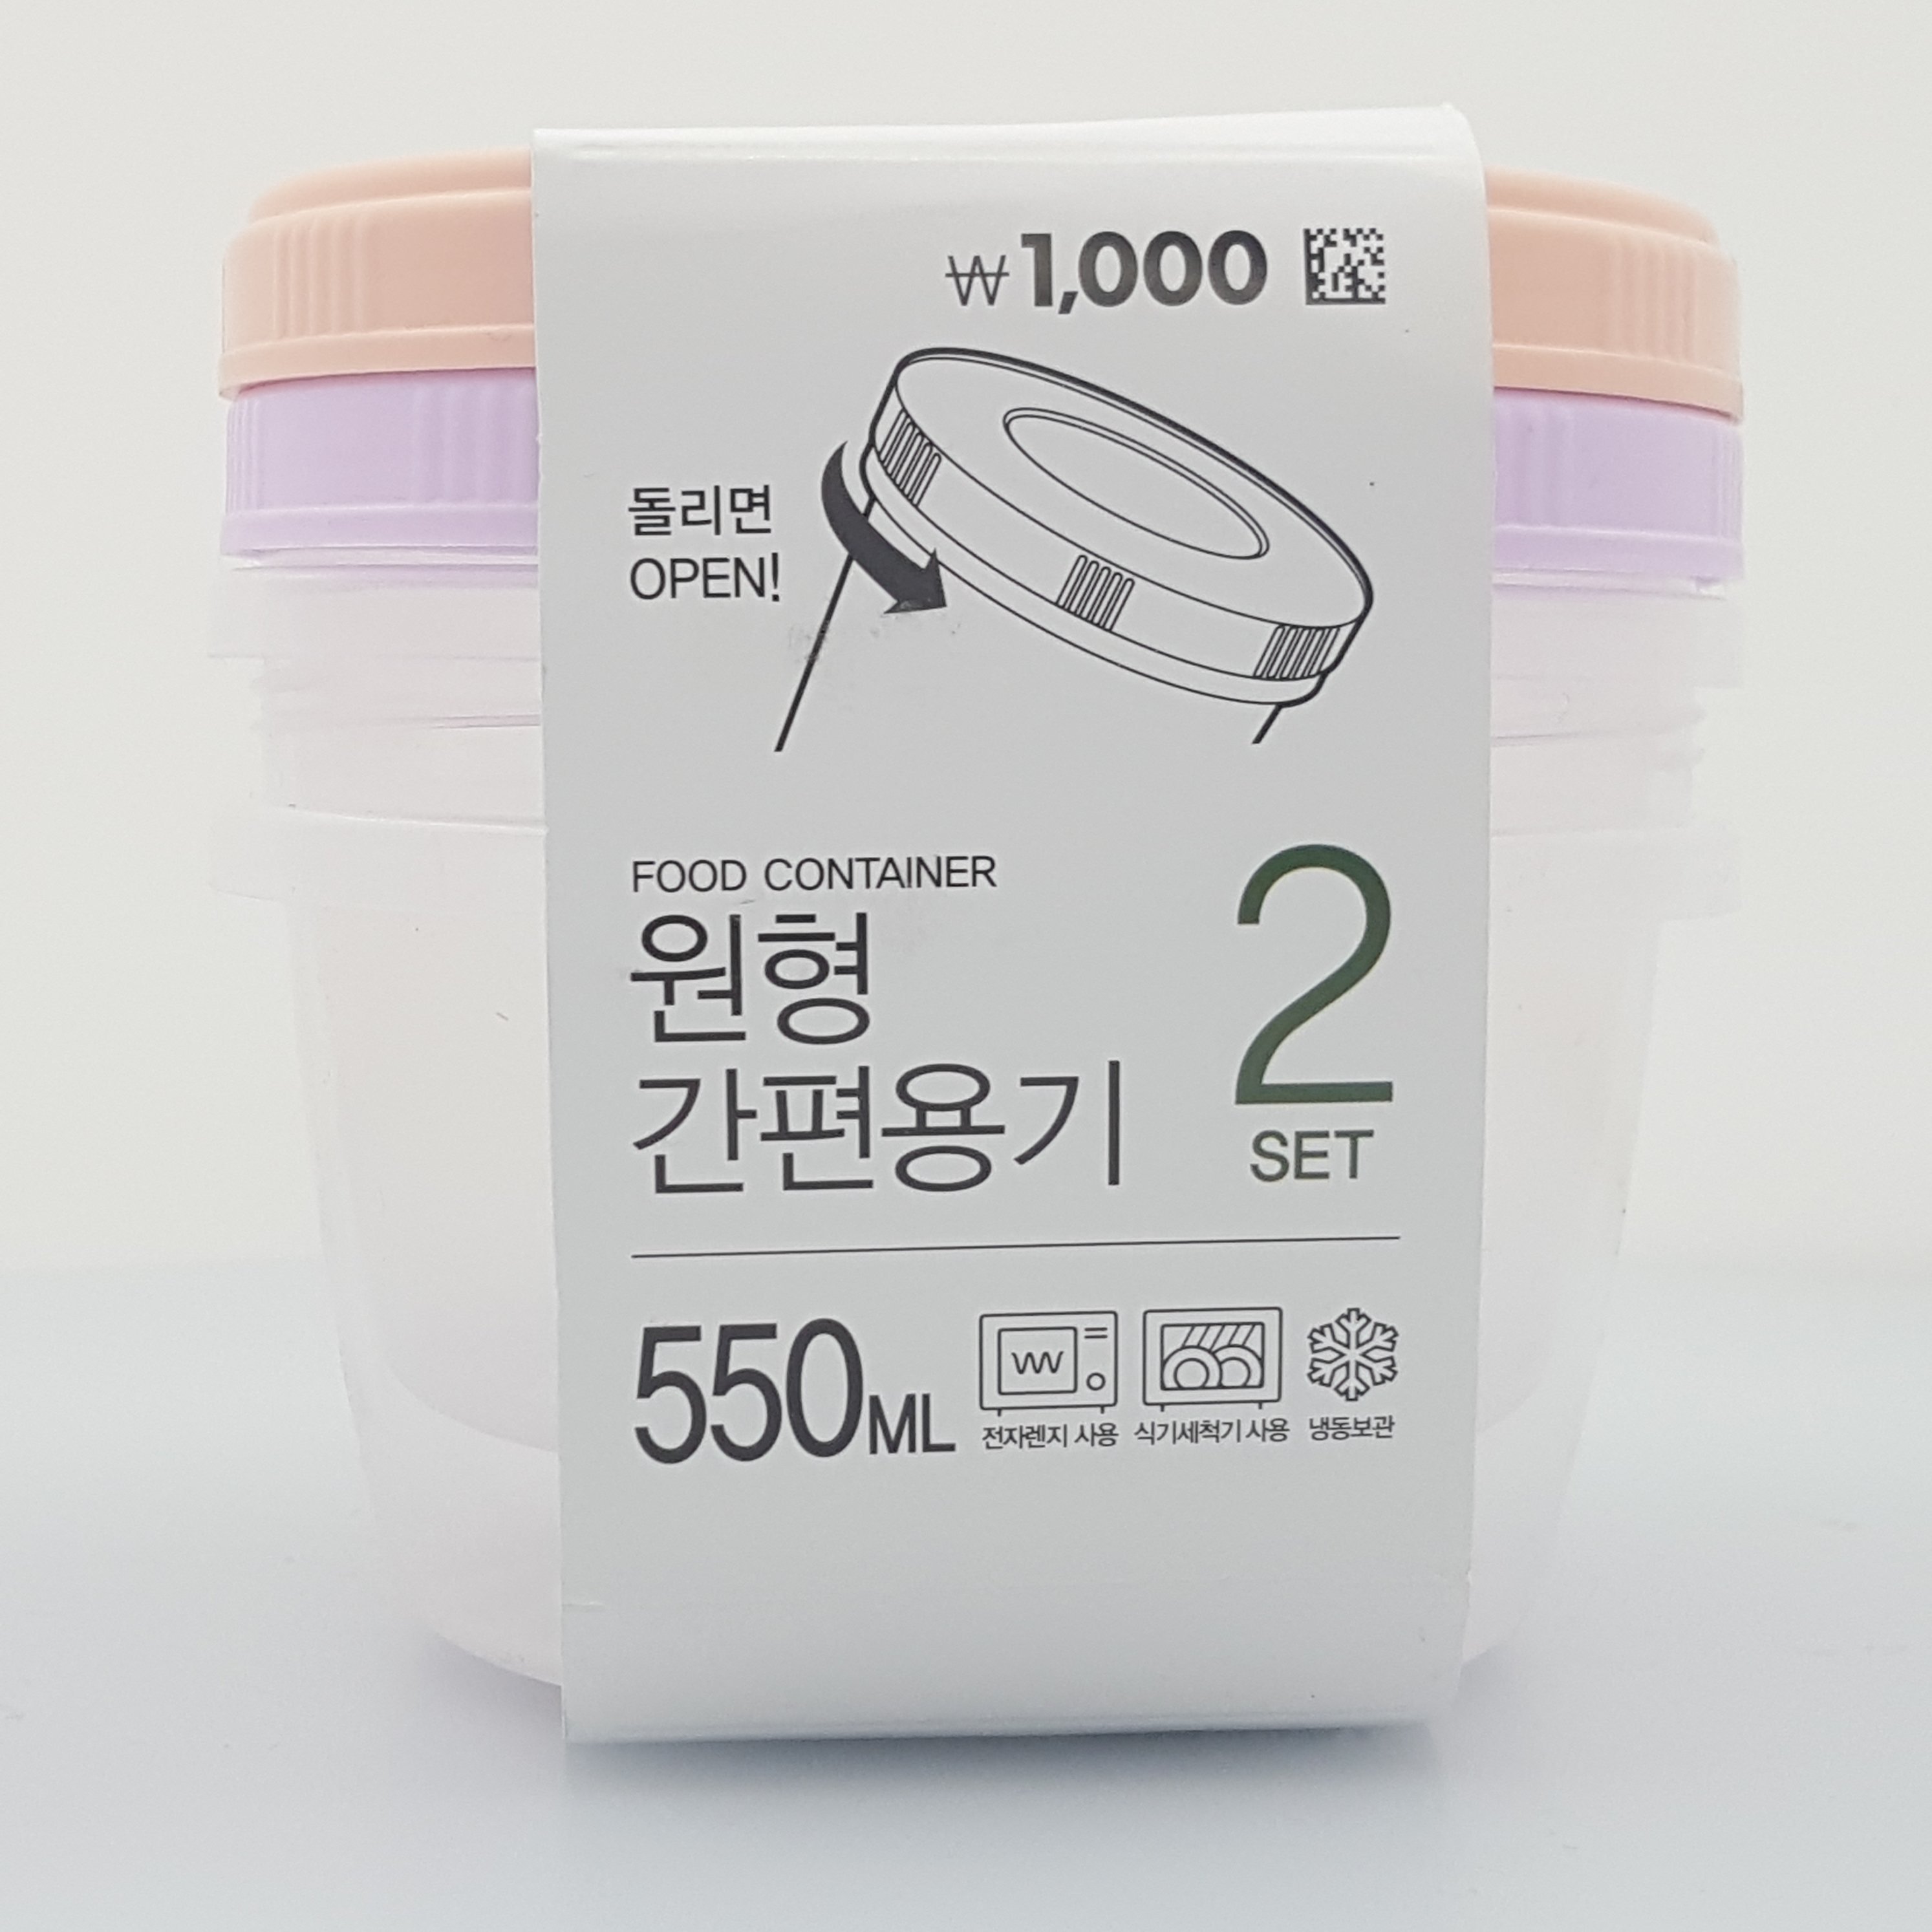 ₩1,000
돌리면
OPEN!
FOOD CONTAINER
원형
간편용기
2
SET
550ML
전자렌지 사용
식기세척기 사용
냉동보관